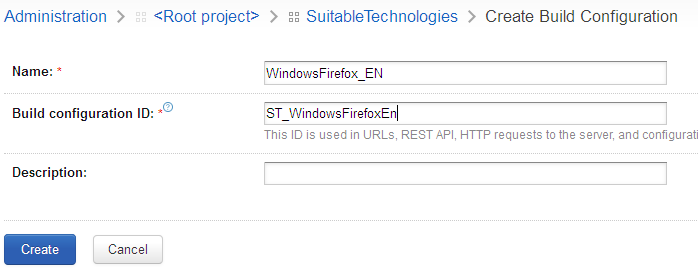 Administration > <Root project> > SuitableTechnologies > Create Build Configuration
Name: * WindowsFirefox_EN
Build configuration ID: * ? ST_WindowsFirefoxEn
This ID is used in URLs, REST API, HTTP requests to the server, and configurati
Description:
Create Cancel